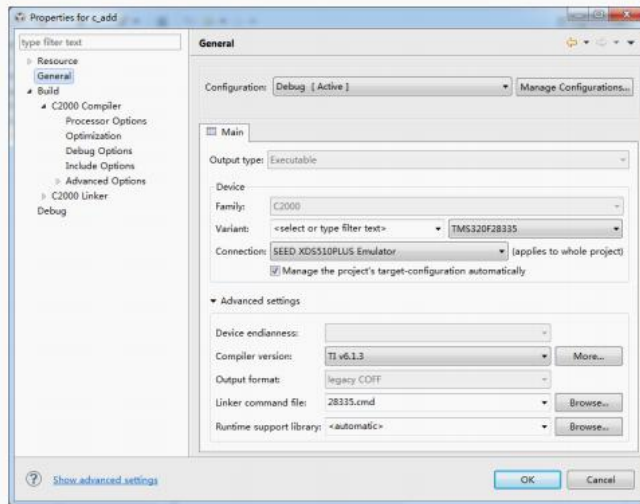 Properties for c_add
type filter text
Resource
General
Build
C2000 Compiler
Processor Options
Optimization
Debug Options
Include Options
Advanced Options
C2000 Linker
Debug
General
Configuration: Debug [ Active ] Manage Configurations...
Main
Output type: Executable
Device
Family: C2000
Variant: <select or type filter text> TMS320F28335
Connection: SEED XDS510PLUS Emulator (applies to whole project)
Manage the project's target-configuration automatically
Advanced settings
Device endianness:
Compiler version: TI v6.1.3 More...
Output format: legacy COFF
Linker command file: 28335.cmd Browse...
Runtime support library: <automatic> Browse...
Show advanced settings OK Cancel